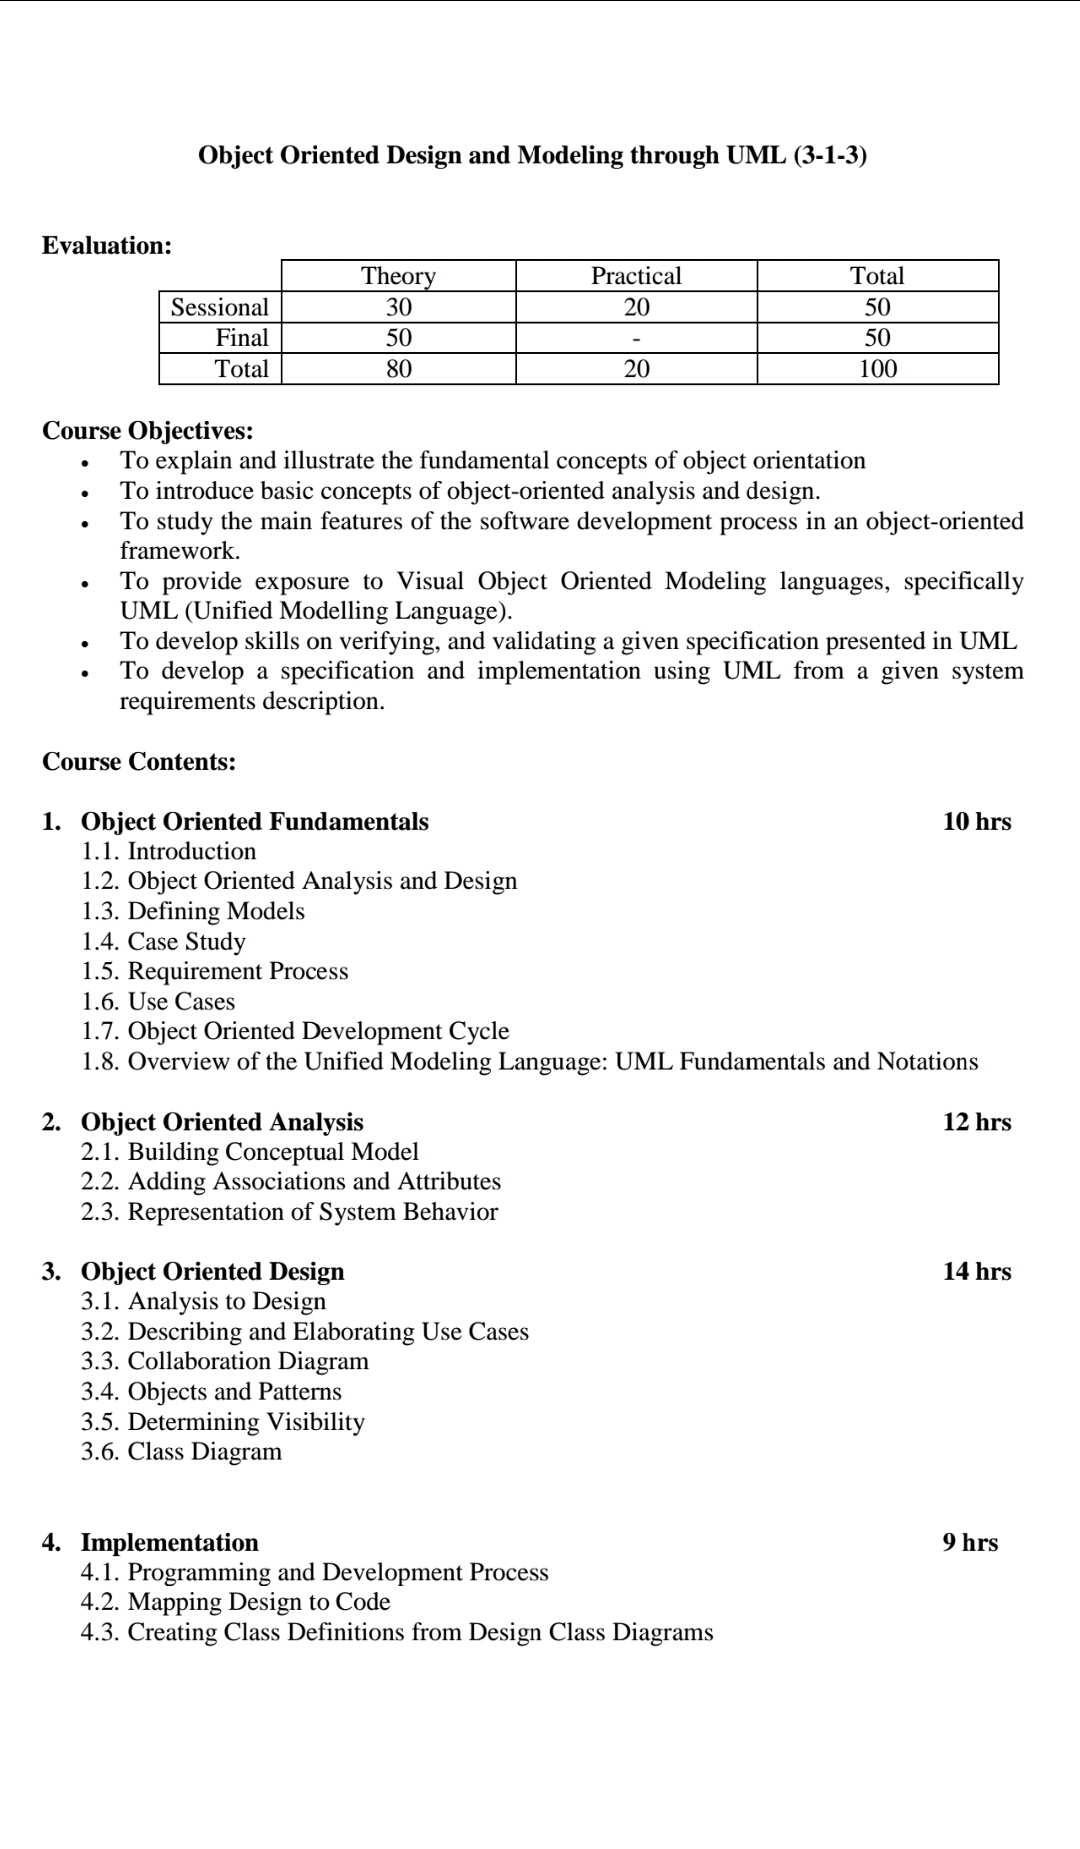 Object Oriented Design and Modeling through UML (3-1-3)
Evaluation:
Theory Practical Total
Sessional 30 20 50
Final 50 - 50
Total 80 20 100
Course Objectives:
• To explain and illustrate the fundamental concepts of object orientation
• To introduce basic concepts of object-oriented analysis and design.
• To study the main features of the software development process in an object-oriented
framework.
• To provide exposure to Visual Object Oriented Modeling languages, specifically
UML (Unified Modelling Language).
• To develop skills on verifying, and validating a given specification presented in UML
• To develop a specification and implementation using UML from a given system
requirements description.
Course Contents:
1. Object Oriented Fundamentals 10 hrs
1.1. Introduction
1.2. Object Oriented Analysis and Design
1.3. Defining Models
1.4. Case Study
1.5. Requirement Process
1.6. Use Cases
1.7. Object Oriented Development Cycle
1.8. Overview of the Unified Modeling Language: UML Fundamentals and Notations
2. Object Oriented Analysis 12 hrs
2.1. Building Conceptual Model
2.2. Adding Associations and Attributes
2.3. Representation of System Behavior
3. Object Oriented Design 14 hrs
3.1. Analysis to Design
3.2. Describing and Elaborating Use Cases
3.3. Collaboration Diagram
3.4. Objects and Patterns
3.5. Determining Visibility
3.6. Class Diagram
4. Implementation 9 hrs
4.1. Programming and Development Process
4.2. Mapping Design to Code
4.3. Creating Class Definitions from Design Class Diagrams